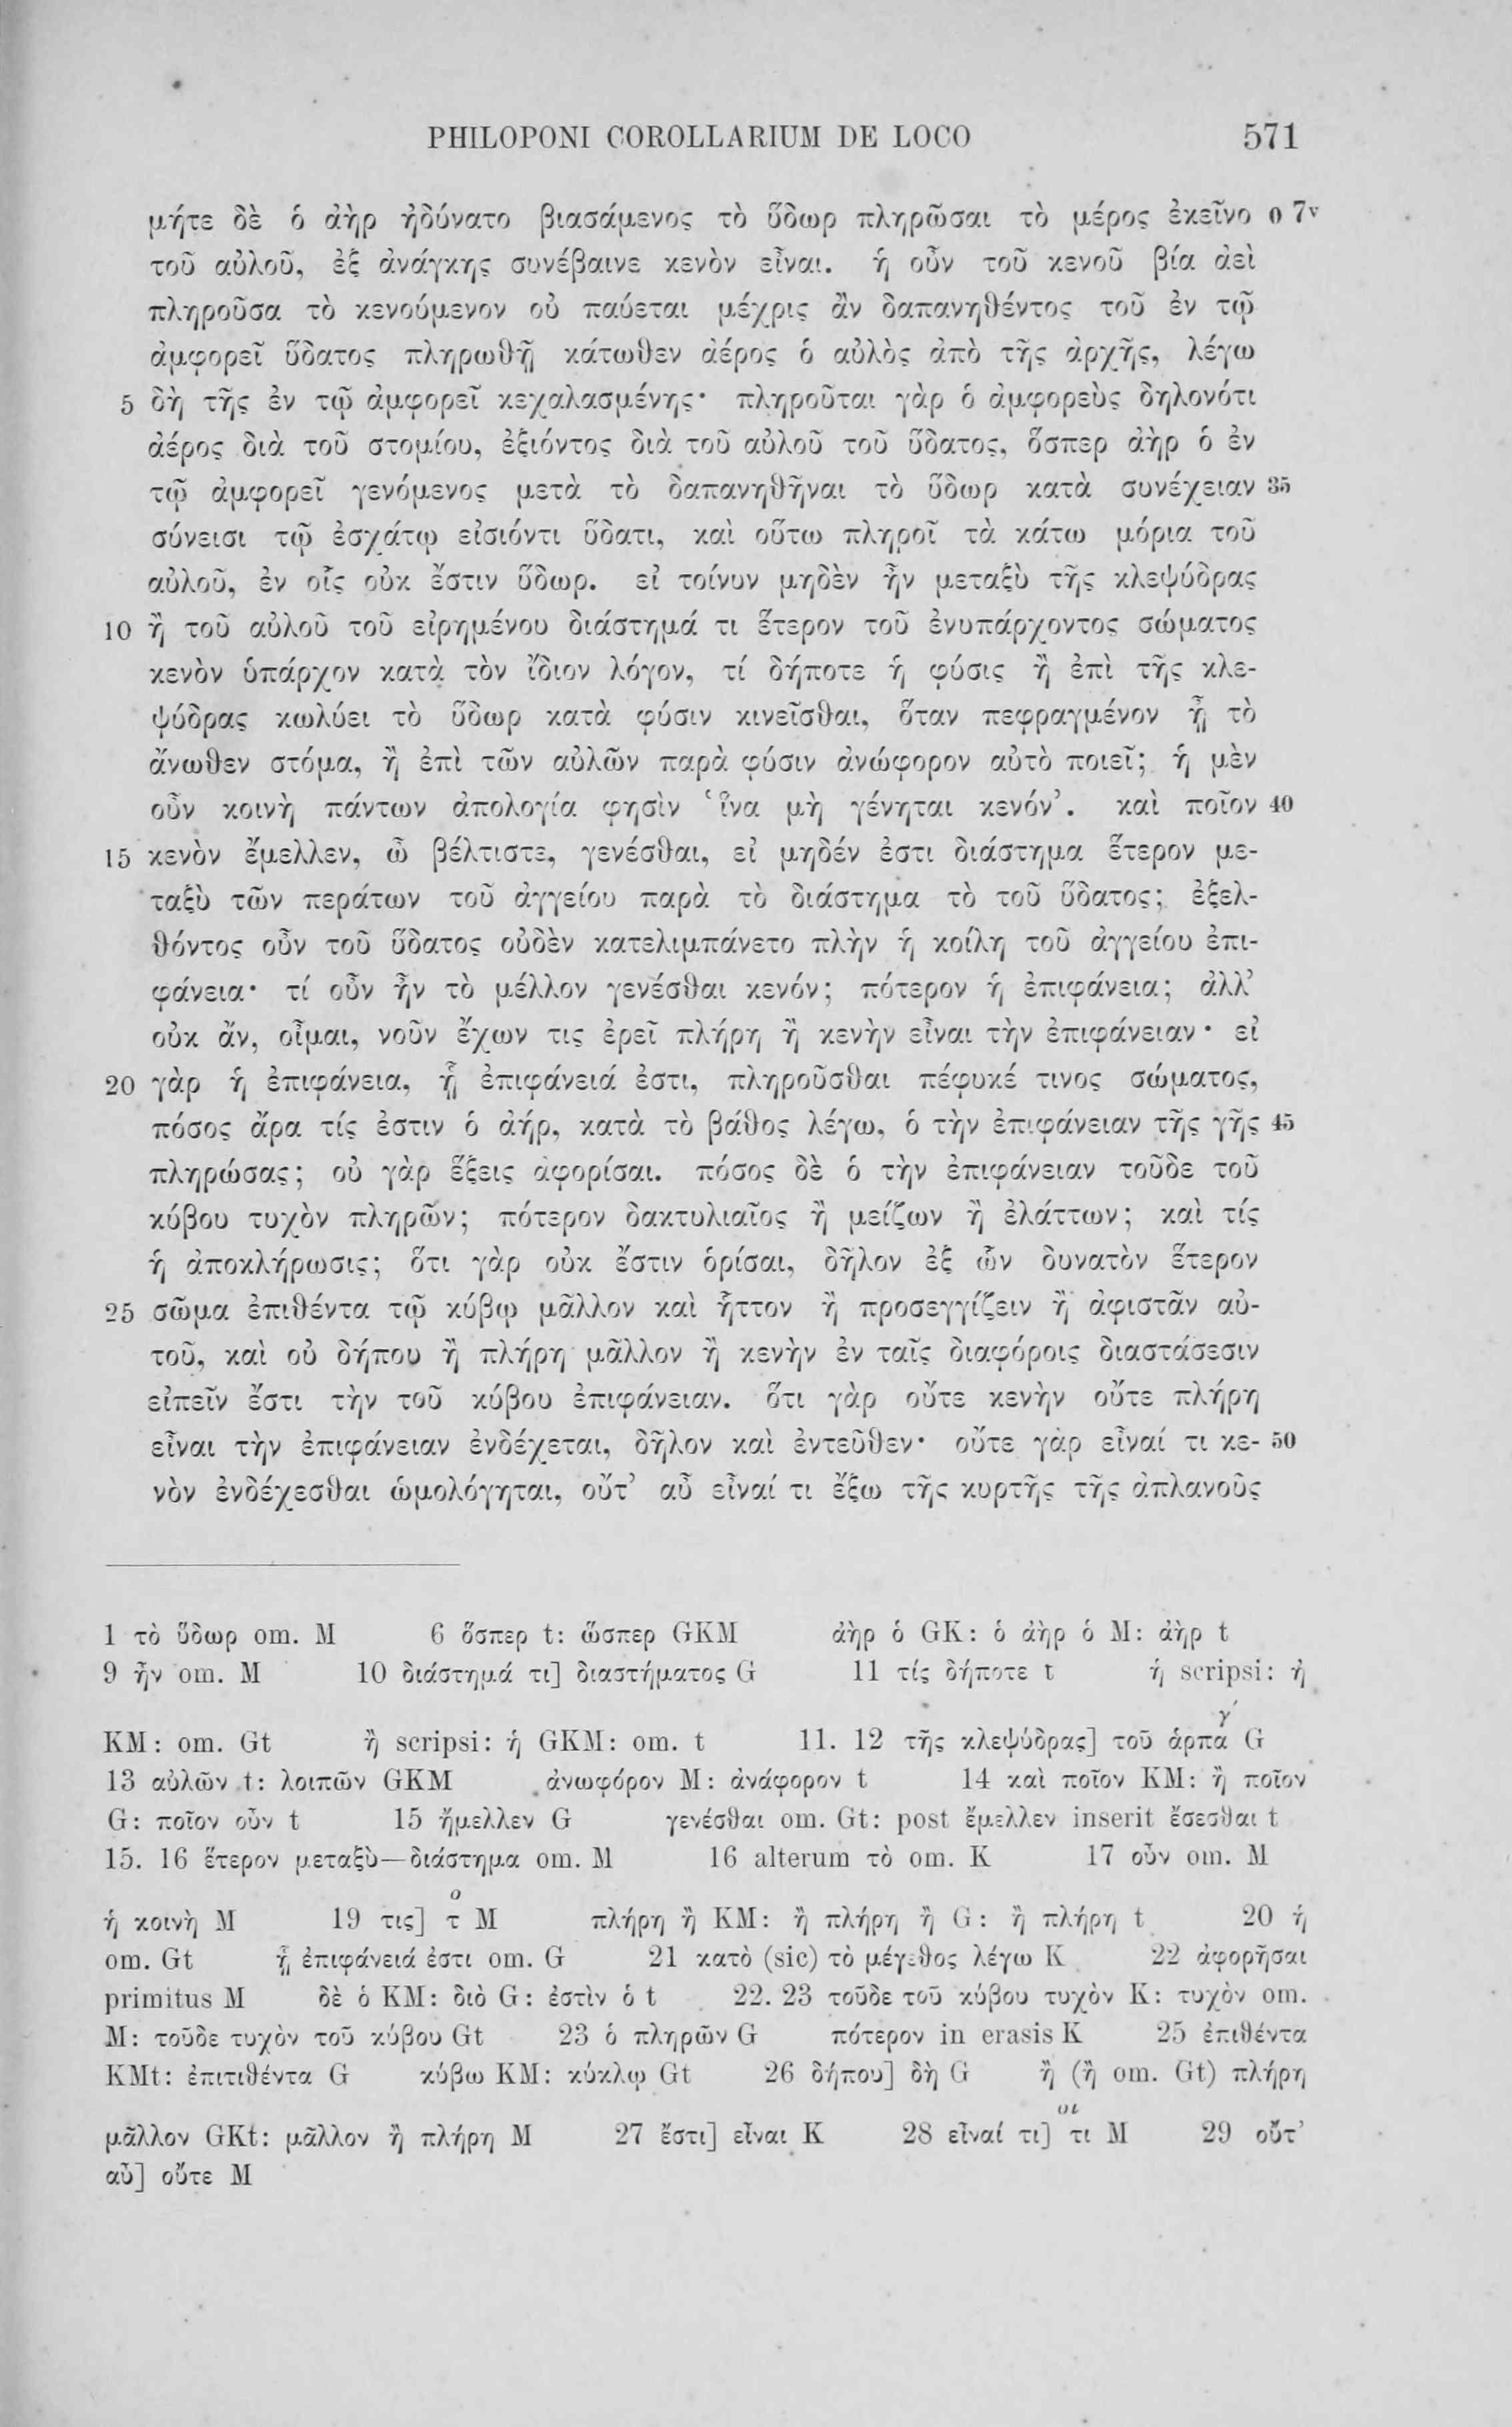 PHILOPONI COROLLARIUM DE LOCO 571
μήτε δὲ ὁ ἀὴρ ἠδύνατο βιασάμενος τὸ ὕδωρ πληρῶσαι τὸ μέρος ἐκεῖνο ο 7v
τοῦ αὐλοῦ, ἐξ ἀνάγκης συνέβαινε κενὸν εἶναι. ἡ οὖν τοῦ κενοῦ βία ἀεὶ
πληροῦσα τὸ κενούμενον οὐ παύεται μέχρις ἂν δαπανηθέντος τοῦ ἐν τῷ
ἀμφορεῖ ὕδατος πληρωθῇ κάτωθεν ἀέρος ὁ αὐλὸς ἀπὸ τῆς ἀρχῆς, λέγω
5 δὴ τῆς ἐν τῷ ἀμφορεῖ κεχαλασμένης· πληροῦται γὰρ ὁ ἀμφορεὺς δηλονότι
ἀέρος διὰ τοῦ στομίου, ἐξιόντος διὰ τοῦ αὐλοῦ τοῦ ὕδατος, ὅσπερ ἀὴρ ὁ ἐν
τῷ ἀμφορεῖ γενόμενος μετὰ τὸ δαπανηθῆναι τὸ ὕδωρ κατὰ συνέχειαν 35
σύνεισι τῷ ἐσχάτῳ εἰσιόντι ὕδατι, καὶ οὕτω πληροῖ τὰ κάτω μόρια τοῦ
αὐλοῦ, ἐν οἷς οὐκ ἔστιν ὕδωρ. εἰ τοίνυν μηδὲν ἦν μεταξὺ τῆς κλεψύδρας
10 ἢ τοῦ αὐλοῦ τοῦ εἰρημένου διάστημά τι ἕτερον τοῦ ἐνυπάρχοντος σώματος
κενὸν ὑπάρχον κατὰ τὸν ἴδιον λόγον, τί δήποτε ἡ φύσις ἢ ἐπὶ τῆς κλε-
ψύδρας κωλύει τὸ ὕδωρ κατὰ φύσιν κινεῖσθαι, ὅταν πεφραγμένον ᾖ τὸ
ἄνωθεν στόμα, ἢ ἐπὶ τῶν αὐλῶν παρὰ φύσιν ἀνώφορον αὐτὸ ποιεῖ; ἡ μὲν
οὖν κοινὴ πάντων ἀπολογία φησὶν ‘ἵνα μὴ γένηται κενόν’. καὶ ποῖον 40
15 κενὸν ἔμελλεν, ὦ βέλτιστε, γενέσθαι, εἰ μηδέν ἐστι διάστημα ἕτερον με-
ταξὺ τῶν περάτων τοῦ ἀγγείου παρὰ τὸ διάστημα τὸ τοῦ ὕδατος; ἐξελ-
θόντος οὖν τοῦ ὕδατος οὐδὲν κατελιμπάνετο πλὴν ἡ κοίλη τοῦ ἀγγείου ἐπι-
φάνεια· τί οὖν ἦν τὸ μέλλον γενέσθαι κενόν; πότερον ἡ ἐπιφάνεια; ἀλλ’
οὐκ ἄν, οἶμαι, νοῦν ἔχων τις ἐρεῖ πλήρη ἢ κενὴν εἶναι τὴν ἐπιφάνειαν· εἰ
20 γὰρ ἡ ἐπιφάνεια, ᾗ ἐπιφάνειά ἐστι, πληροῦσθαι πέφυκέ τινος σώματος,
πόσος ἄρα τίς ἐστιν ὁ ἀήρ, κατὰ τὸ βάθος λέγω, ὁ τὴν ἐπιφάνειαν τῆς γῆς 45
πληρώσας; οὐ γὰρ ἕξεις ἀφορίσαι. πόσος δὲ ὁ τὴν ἐπιφάνειαν τοῦδε τοῦ
κύβου τυχὸν πληρῶν; πότερον δακτυλιαῖος ἢ μείζων ἢ ἐλάττων; καὶ τίς
ἡ ἀποκλήρωσις; ὅτι γὰρ οὐκ ἔστιν ὁρίσαι, δῆλον ἐξ ὧν δυνατὸν ἕτερον
25 σῶμα ἐπιθέντα τῷ κύβῳ μᾶλλον καὶ ἧττον ἢ προσεγγίζειν ἢ ἀφιστᾶν αὐ-
τοῦ, καὶ οὐ δήπου ἢ πλήρη μᾶλλον ἢ κενὴν ἐν ταῖς διαφόροις διαστάσεσιν
εἰπεῖν ἔστι τὴν τοῦ κύβου ἐπιφάνειαν. ὅτι γὰρ οὔτε κενὴν οὔτε πλήρη
εἶναι τὴν ἐπιφάνειαν ἐνδέχεται, δῆλον καὶ ἐντεῦθεν· οὔτε γὰρ εἶναί τι κε- 50
νὸν ἐνδέχεσθαι ὡμολόγηται, οὔτ’ αὖ εἶναί τι ἔξω τῆς κυρτῆς τῆς ἀπλανοῦς
1 τὸ ὕδωρ om. M 6 ὅσπερ t: ὥσπερ GKM ἀὴρ ὁ GK: ὁ ἀὴρ ὁ M: ἀὴρ t
9 ἦν om. M 10 διάστημά τι] διαστήματος G 11 τίς δήποτε t ἡ scripsi: ἢ
KM: om. Gt ἢ scripsi: ἡ GKM: om. t 11. 12 τῆς κλεψύδρας] τοῦ ἁρπαγ G
13 αὐλῶν t: λοιπῶν GKM ἀνωφόρον M: ἀνάφορον t 14 καὶ ποῖον KM: ἢ ποῖον
G: ποῖον οὖν t 15 ἤμελλεν G γενέσθαι om. Gt: post ἔμελλεν inserit ἔσεσθαι t
15. 16 ἕτερον μεταξὺ—διάστημα om. M 16 alterum τὸ om. K 17 οὖν om. M
ἡ κοινὴ M 19 τις] το M πλήρη ἢ KM: ἢ πλήρη ἢ G: ἢ πλήρη t 20 ἡ
om. Gt ᾗ ἐπιφάνειά ἐστι om. G 21 κατὸ (sic) τὸ μέγεθος λέγω K 22 ἀφορῆσαι
primitus M δὲ ὁ KM: διὸ G: ἐστὶν ὁ t 22. 23 τοῦδε τοῦ κύβου τυχὸν K: τυχὸν om.
M: τοῦδε τυχὸν τοῦ κύβου Gt 23 ὁ πληρῶν G πότερον in erasis K 25 ἐπιθέντα
KMt: ἐπιτιθέντα G κύβω KM: κύκλῳ Gt 26 δήπου] δὴ G ἢ (ἢ om. Gt) πλήρη
μᾶλλον GKt: μᾶλλον ἢ πλήρη M 27 ἔστι] εἶναι K 28 εἶναί τι] τι M 29 οὔτ’
αὖ] οὔτε M